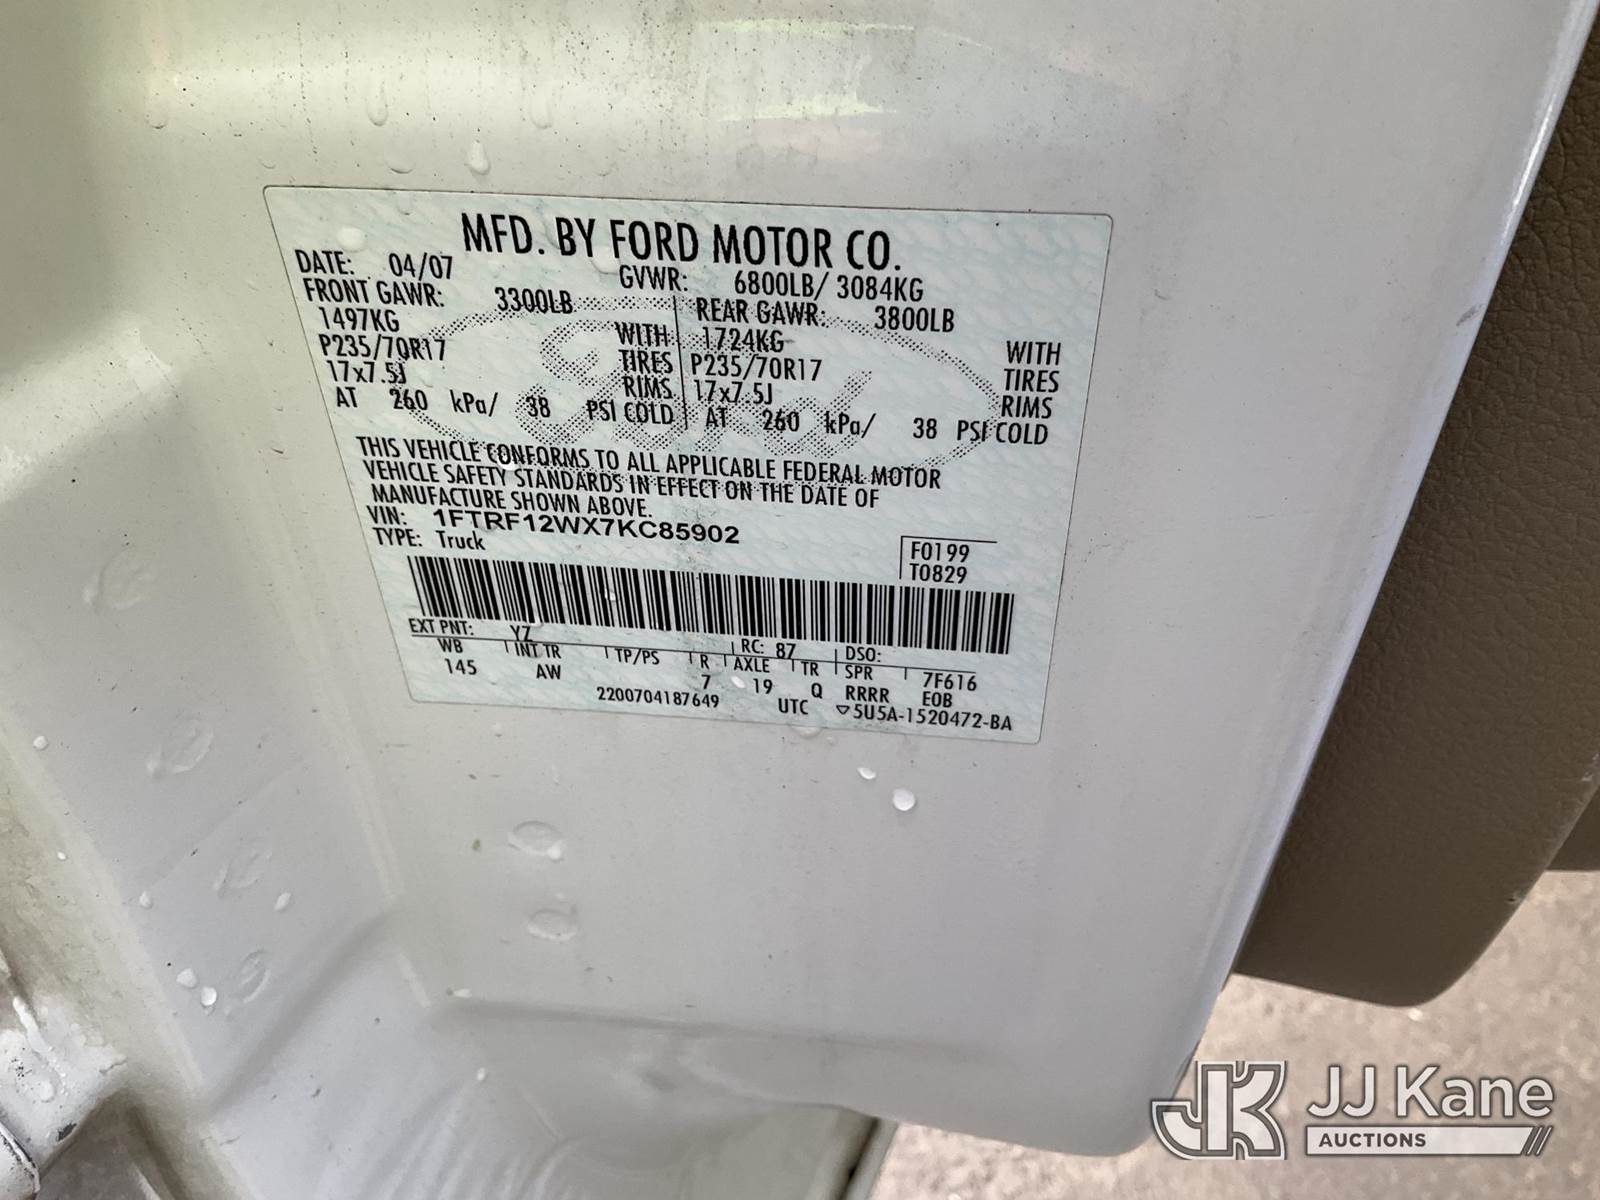 MFD. BY FORD MOTOR CO.
DATE: 04/07 GVWR: 6800LB/ 3084KG
FRONT GAWR: 3300LB REAR GAWR: 3800LB
1497KG WITH 1724KG WITH
P235/70R17 TIRES P235/70R17 TIRES
17x7.5J RIMS 17x7.5J RIMS
AT 260 kPa/ 38 PSI COLD AT 260 kPa/ 38 PSI COLD
THIS VEHICLE CONFORMS TO ALL APPLICABLE FEDERAL MOTOR
VEHICLE SAFETY STANDARDS IN EFFECT ON THE DATE OF
MANUFACTURE SHOWN ABOVE.
VIN: 1FTRF12WX7KC85902
TYPE: Truck
F0199
T0829
EXT PNT: YZ RC: 87 DSO:
WB INT TR TP/PS R AXLE TR SPR 7F616
145 AW 7 19 Q RRRR EOB
2200704187649 UTC ▽5U5A-1520472-BA
Ford
JK JJ Kane
AUCTIONS